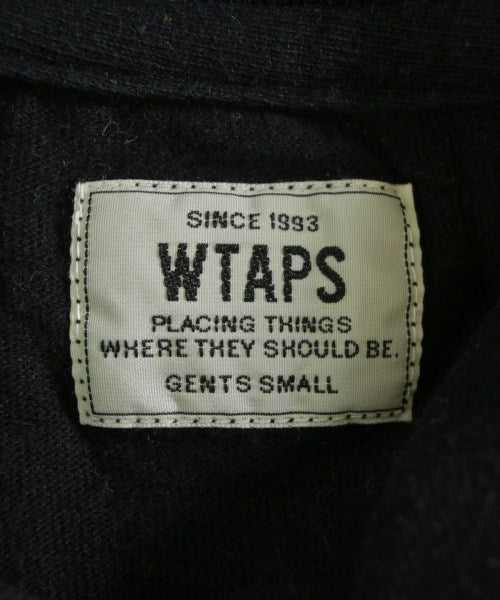 SINCE 1993
WTAPS
PLACING THINGS
WHERE THEY SHOULD BE.
GENTS SMALL